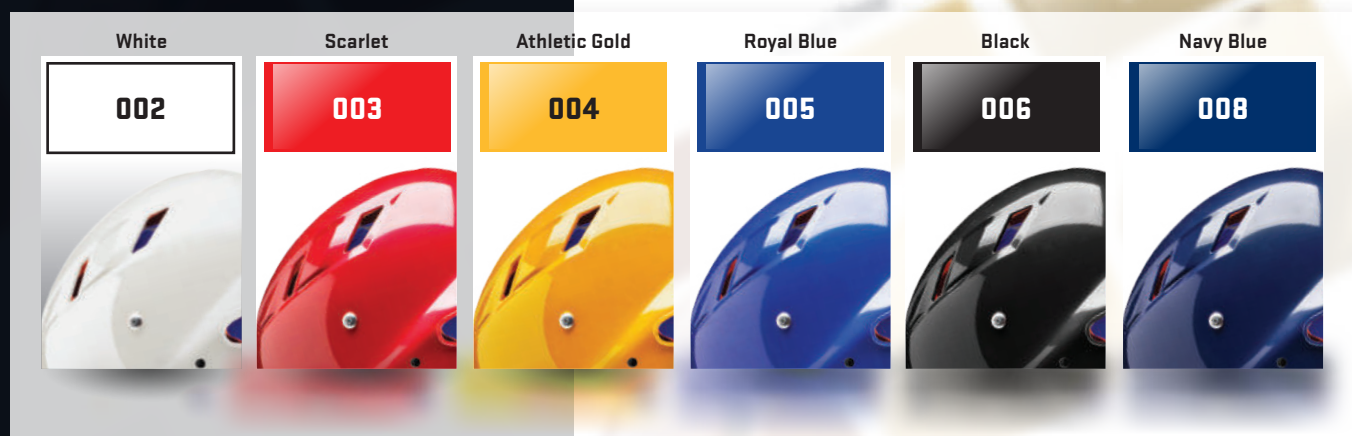 White
Scarlet
Athletic Gold
Royal Blue
Black
Navy Blue
002
003
004
005
006
008